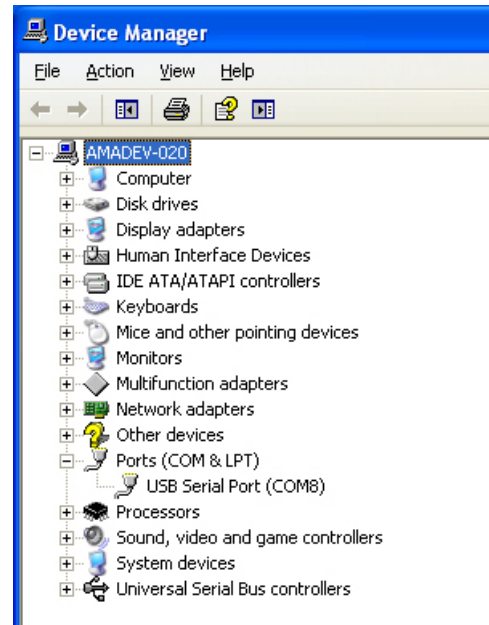 Device Manager
File Action View Help
AMADEV-020
Computer
Disk drives
Display adapters
Human Interface Devices
IDE ATA/ATAPI controllers
Keyboards
Mice and other pointing devices
Monitors
Multifunction adapters
Network adapters
Other devices
Ports (COM & LPT)
USB Serial Port (COM8)
Processors
Sound, video and game controllers
System devices
Universal Serial Bus controllers